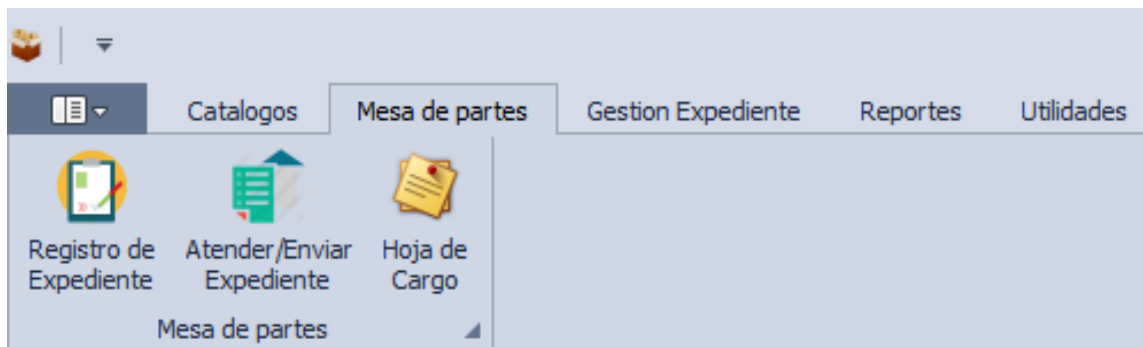 Catalogos Mesa de partes Gestion Expediente Reportes Utilidades
Registro de Expediente
Atender/Enviar Expediente
Hoja de Cargo
Mesa de partes